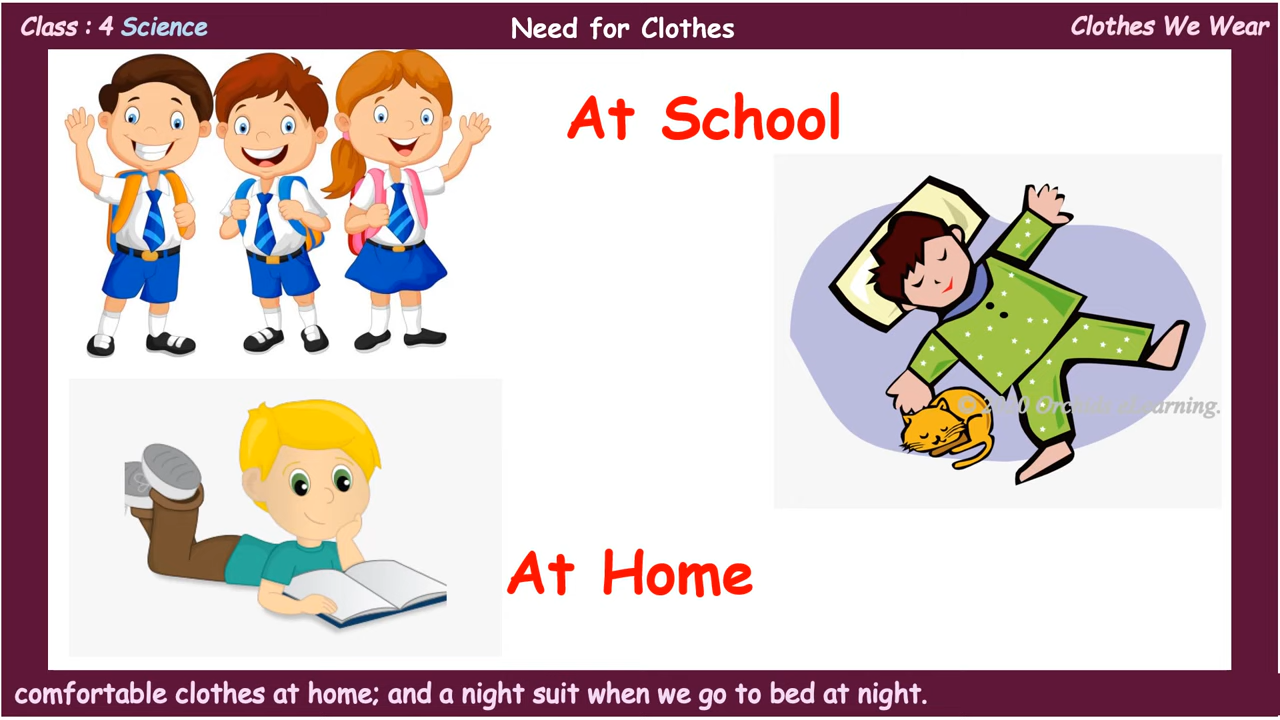 Class : 4 Science
Need for Clothes
Clothes We Wear
At School
At Home
comfortable clothes at home; and a night suit when we go to bed at night.